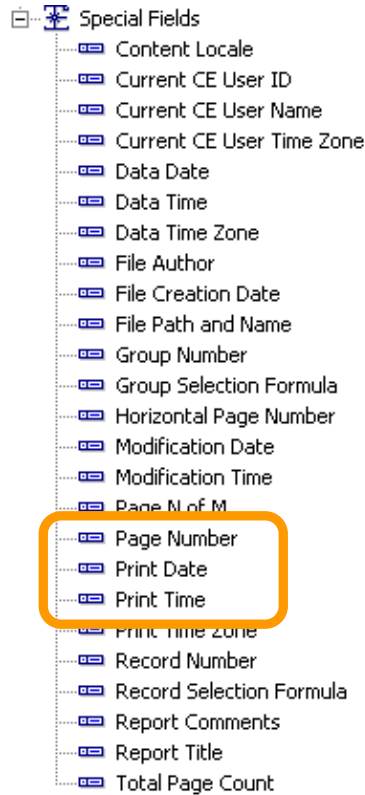 Special Fields
Content Locale
Current CE User ID
Current CE User Name
Current CE User Time Zone
Data Date
Data Time
Data Time Zone
File Author
File Creation Date
File Path and Name
Group Number
Group Selection Formula
Horizontal Page Number
Modification Date
Modification Time
Page N of M
Page Number
Print Date
Print Time
Print Time Zone
Record Number
Record Selection Formula
Report Comments
Report Title
Total Page Count